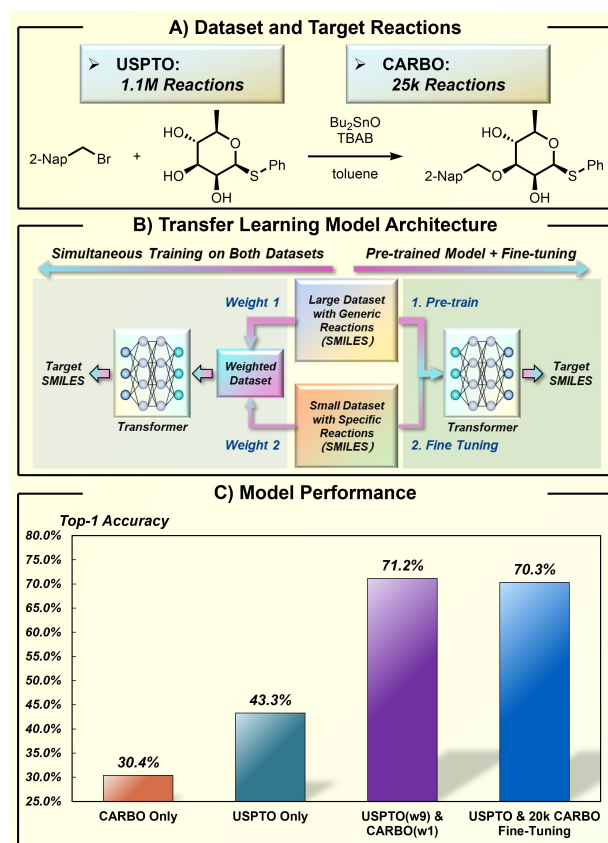 A) Dataset and Target Reactions
➢ USPTO:
1.1M Reactions
➢ CARBO:
25k Reactions
2-Nap
Br
+
HO
HO
OH
O
S
Ph
Bu2SnO
TBAB
toluene
HO
2-Nap
O
OH
O
S
Ph
B) Transfer Learning Model Architecture
Simultaneous Training on Both Datasets
Pre-trained Model + Fine-tuning
Weight 1
Large Dataset
with Generic
Reactions
(SMILES)
1. Pre-train
Target
SMILES
Transformer
Weighted
Dataset
Transformer
Target
SMILES
Weight 2
Small Dataset
with Specific
Reactions
(SMILES)
2. Fine Tuning
C) Model Performance
Top-1 Accuracy
80.0%
75.0%
70.0%
65.0%
60.0%
55.0%
50.0%
45.0%
40.0%
35.0%
30.0%
25.0%
30.4%
43.3%
71.2%
70.3%
CARBO Only
USPTO Only
USPTO(w9) &
CARBO(w1)
USPTO & 20k CARBO
Fine-Tuning